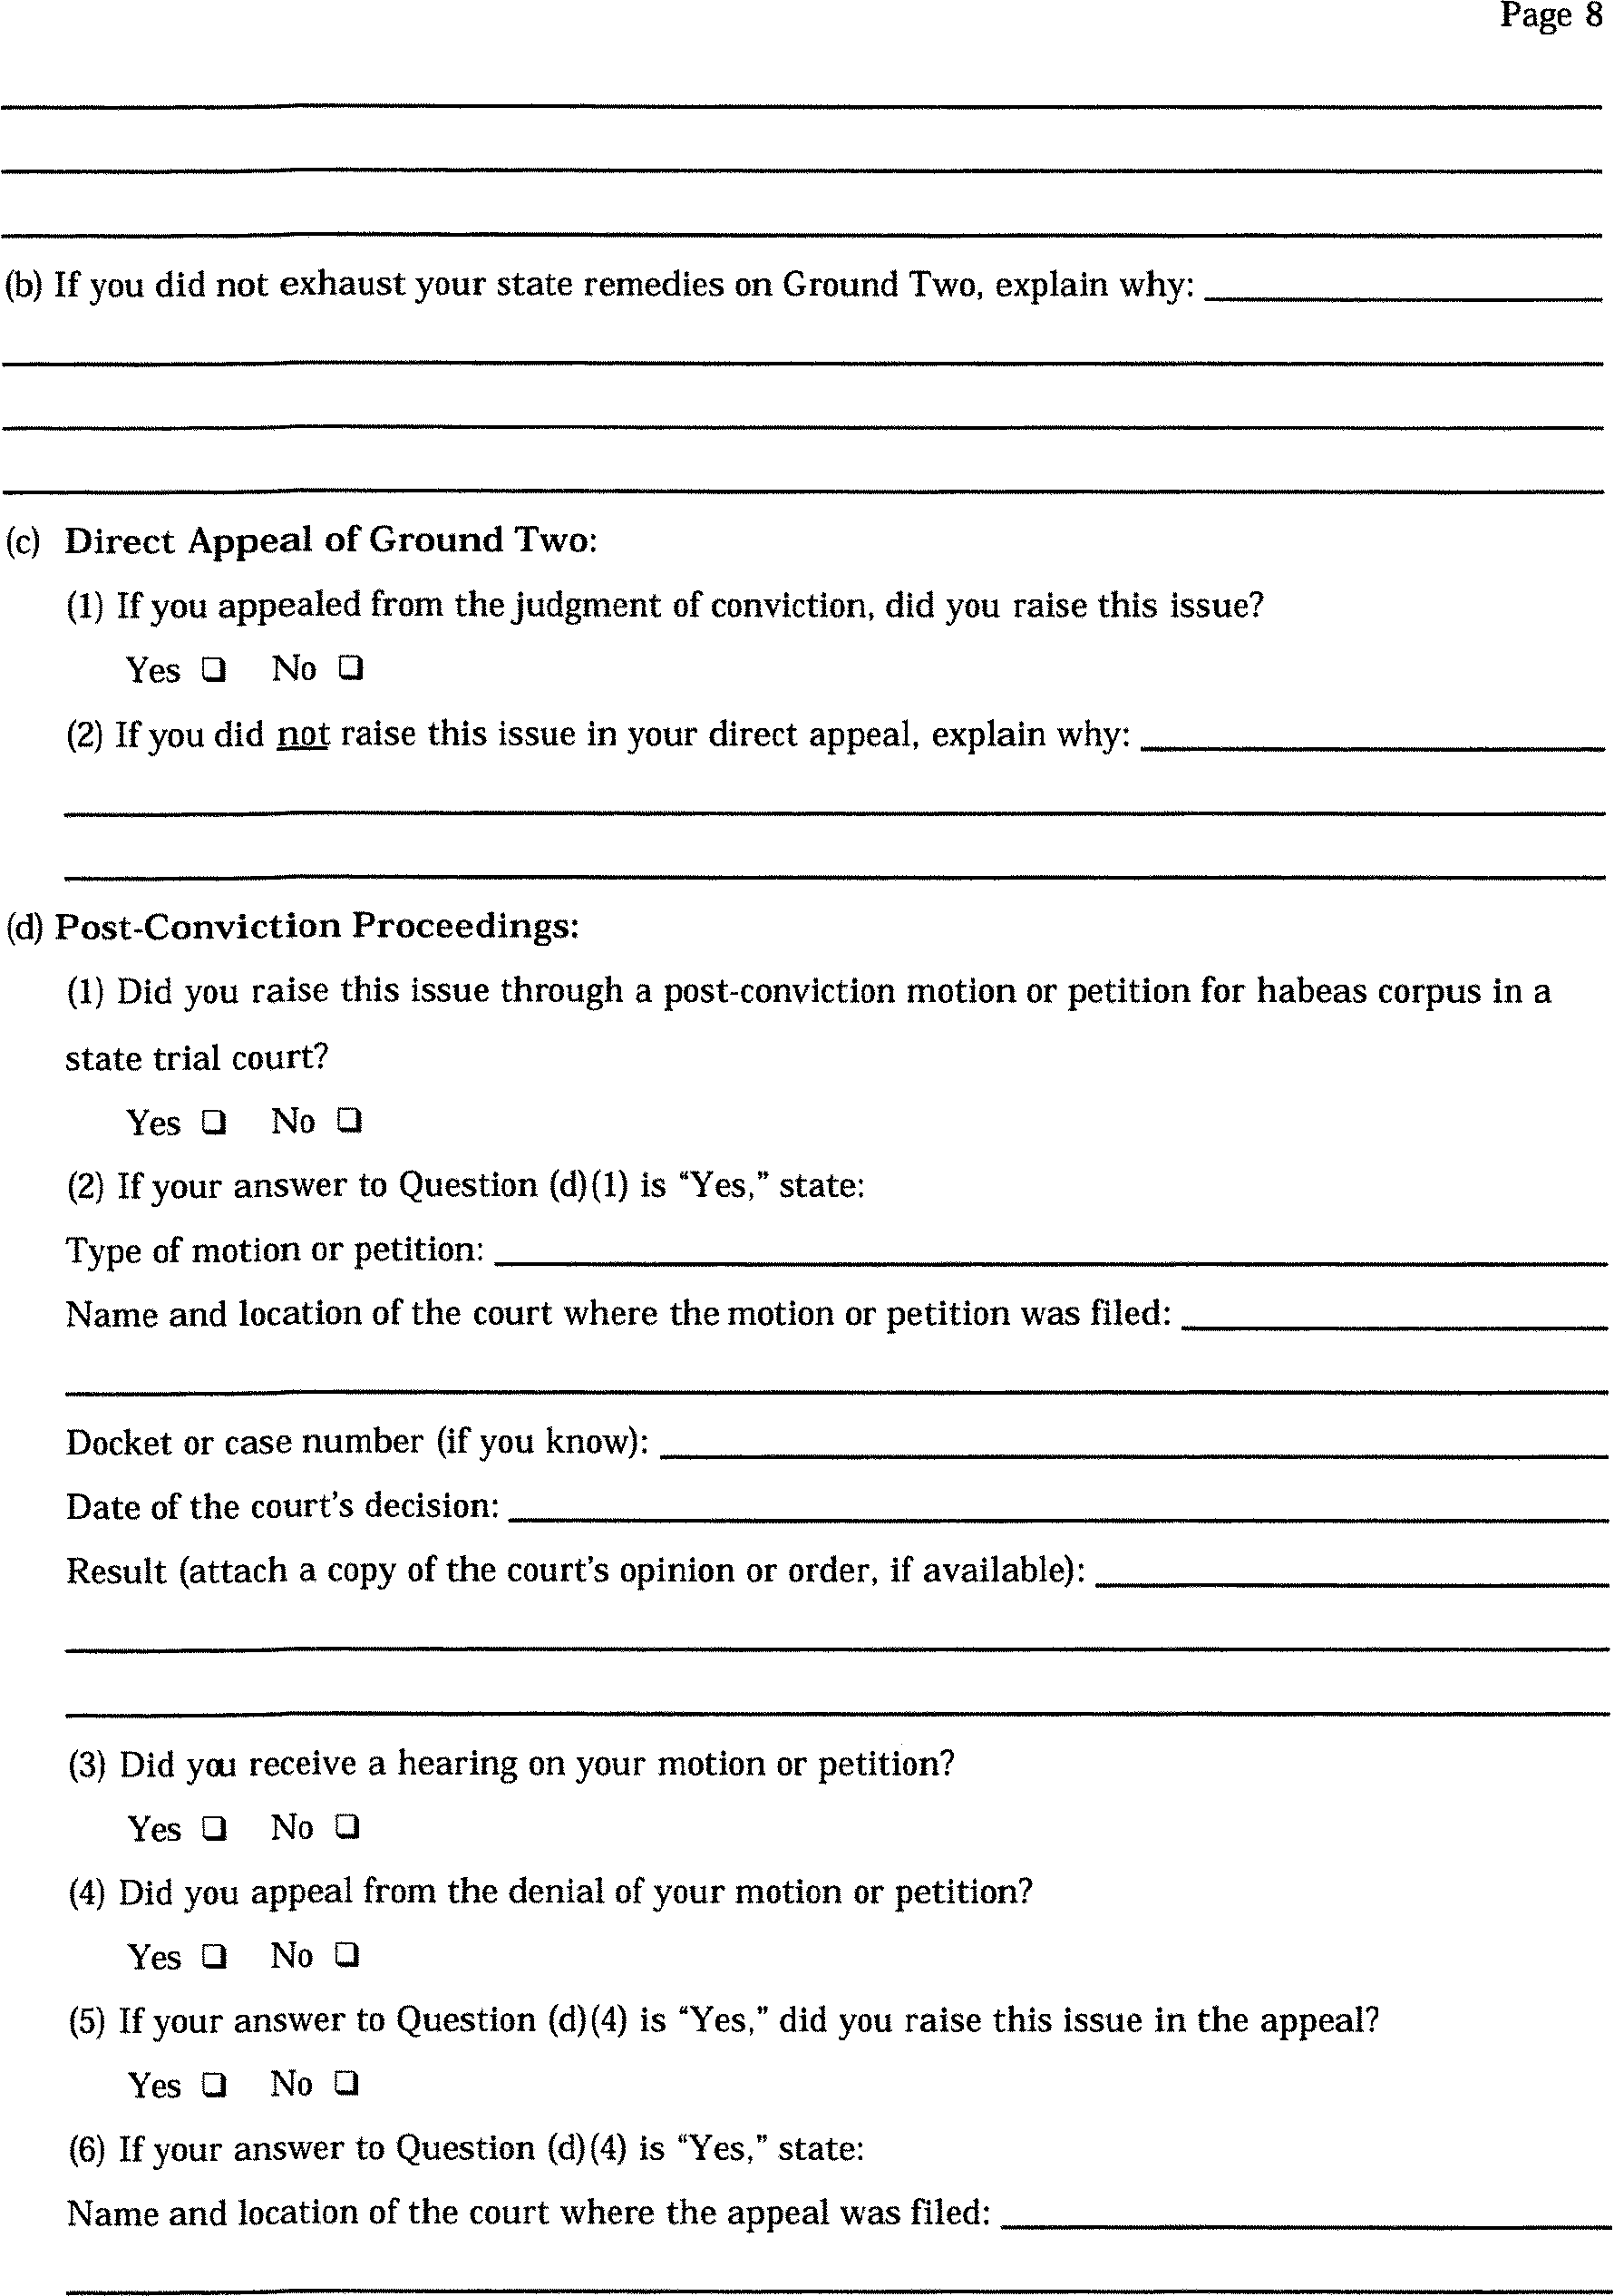 Page 8
(b) If you did not exhaust your state remedies on Ground Two, explain why:
(c) Direct Appeal of Ground Two:
(1) If you appealed from the judgment of conviction, did you raise this issue?
Yes ❑ No ❑
(2) If you did not raise this issue in your direct appeal, explain why:
(d) Post-Conviction Proceedings:
(1) Did you raise this issue through a post-conviction motion or petition for habeas corpus in a
state trial court?
Yes ❑ No ❑
(2) If your answer to Question (d)(1) is “Yes,” state:
Type of motion or petition:
Name and location of the court where the motion or petition was filed:
Docket or case number (if you know):
Date of the court’s decision:
Result (attach a copy of the court’s opinion or order, if available):
(3) Did you receive a hearing on your motion or petition?
Yes ❑ No ❑
(4) Did you appeal from the denial of your motion or petition?
Yes ❑ No ❑
(5) If your answer to Question (d)(4) is “Yes,” did you raise this issue in the appeal?
Yes ❑ No ❑
(6) If your answer to Question (d)(4) is “Yes,” state:
Name and location of the court where the appeal was filed: